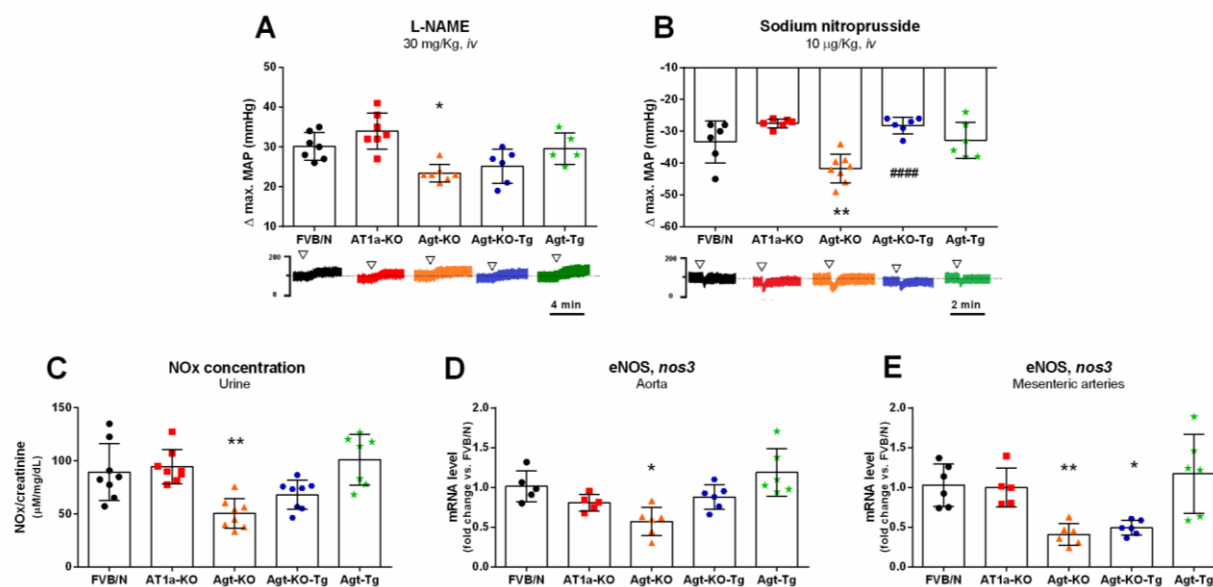 A
L-NAME
30 mg/Kg, iv
Δ max. MAP (mmHg)
50
40
30
20
10
*
FVB/N AT1a-KO Agt-KO Agt-KO-Tg Agt-Tg
200
100
0
4 min
B
Sodium nitroprusside
10 µg/Kg, iv
Δ max. MAP (mmHg)
-10
-20
-30
-40
-50
-60
**
####
FVB/N AT1a-KO Agt-KO Agt-KO-Tg Agt-Tg
200
100
0
2 min
C
NOx concentration
Urine
NOx/creatinine
(µM/mg/dL)
150
100
50
0
**
FVB/N AT1a-KO Agt-KO Agt-KO-Tg Agt-Tg
D
eNOS, nos3
Aorta
mRNA level
(fold change vs. FVB/N)
2.0
1.5
1.0
0.5
0.0
*
FVB/N AT1a-KO Agt-KO Agt-KO-Tg Agt-Tg
E
eNOS, nos3
Mesenteric arteries
mRNA level
(fold change vs. FVB/N)
2.0
1.5
1.0
0.5
0.0
**
*
FVB/N AT1a-KO Agt-KO Agt-KO-Tg Agt-Tg